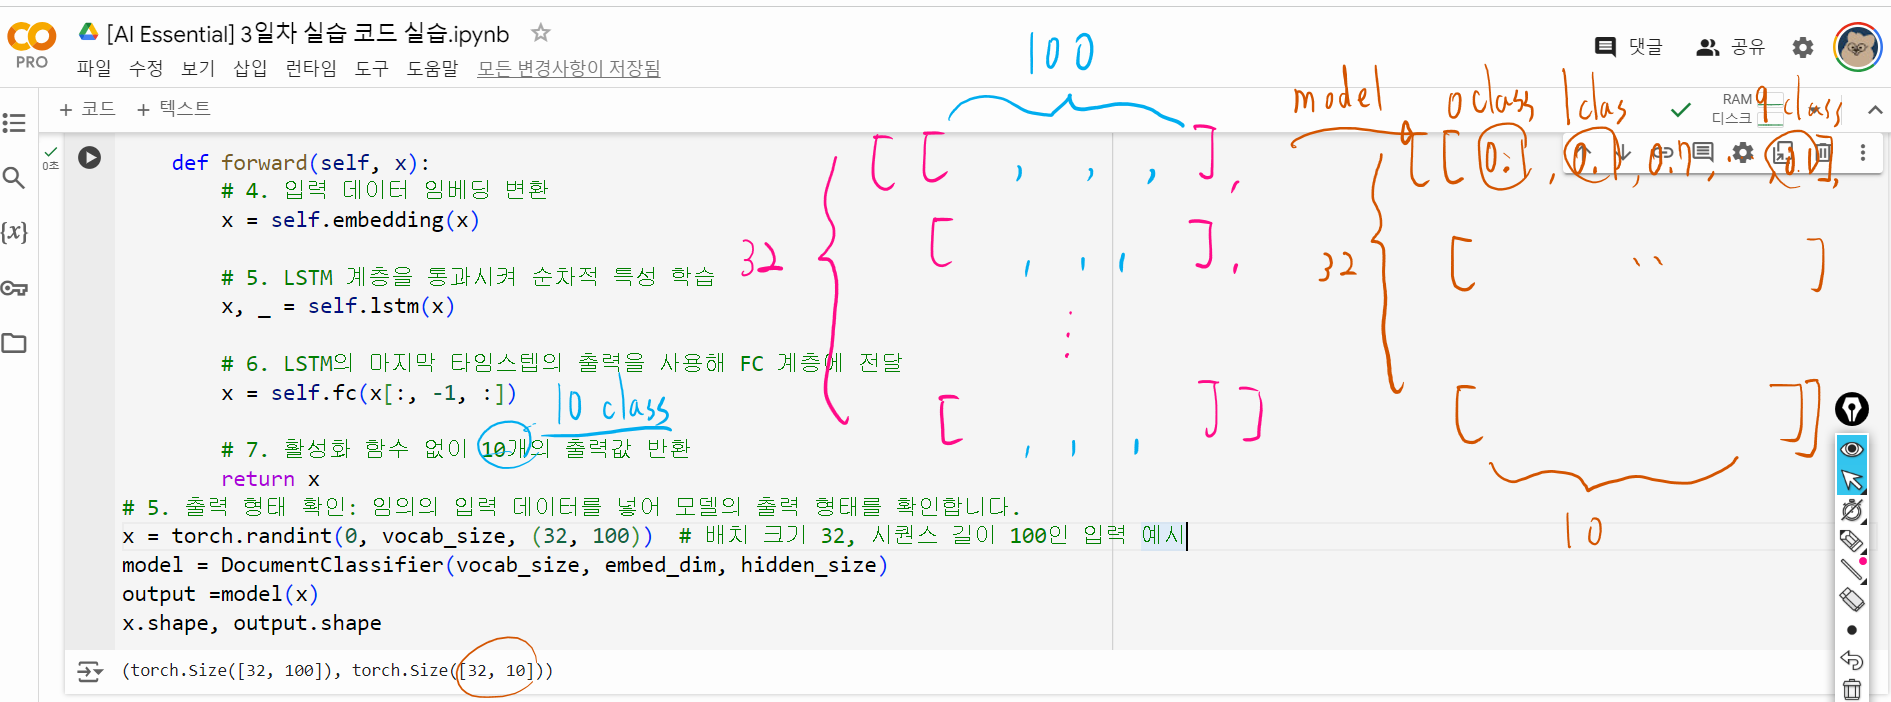 [AI Essential] 3일차 실습 코드 실습.ipynb
PRO
파일 수정 보기 삽입 런타임 도구 도움말 모든 변경사항이 저장됨
댓글 공유
+ 코드 + 텍스트
RAM
디스크
100
model
0 class 1 clas 9 class
0초
def forward(self, x):
# 4. 입력 데이터 임베딩 변환
x = self.embedding(x)
# 5. LSTM 계층을 통과시켜 순차적 특성 학습
x, _ = self.lstm(x)
# 6. LSTM의 마지막 타임스텝의 출력을 사용해 FC 계층에 전달
x = self.fc(x[:, -1, :])
# 7. 활성화 함수 없이 10개의 출력값 반환
return x
# 5. 출력 형태 확인: 임의의 입력 데이터를 넣어 모델의 출력 형태를 확인합니다.
x = torch.randint(0, vocab_size, (32, 100))  # 배치 크기 32, 시퀀스 길이 100인 입력 예시
model = DocumentClassifier(vocab_size, embed_dim, hidden_size)
output =model(x)
x.shape, output.shape
(torch.Size([32, 100]), torch.Size([32, 10]))
10 class
32
[[ , , , ],
[ , , , ],
⋮
[ , , , ]]
32
[[0.1, 0.1, 0.7, ..
[ .. ]
[ ]]
10